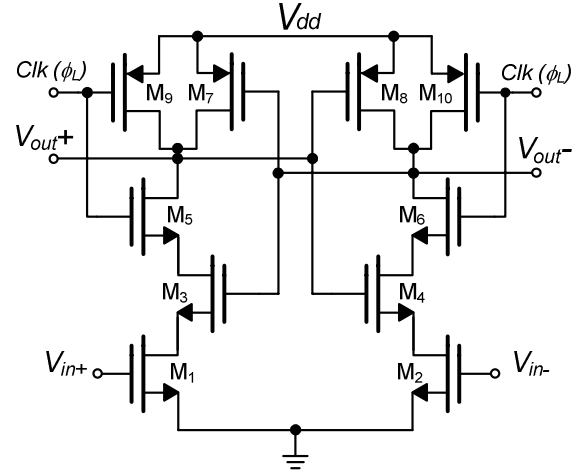 Vdd
Clk (ϕL)
Clk (ϕL)
M9
M7
M8
M10
Vout+
Vout-
M5
M6
M3
M4
Vin+
M1
M2
Vin-